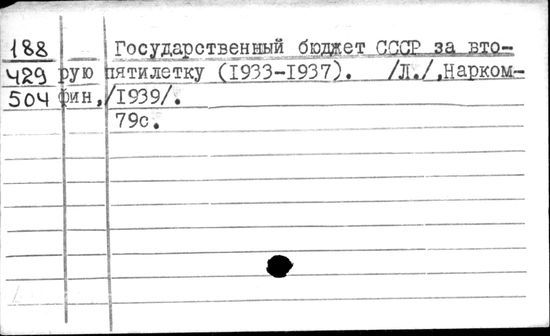 188 Государственный бюджет СССР за вто-
429 рую пятилетку (1933-1937). /Л./,Нарком-
504 фин,/1939/.
79с.